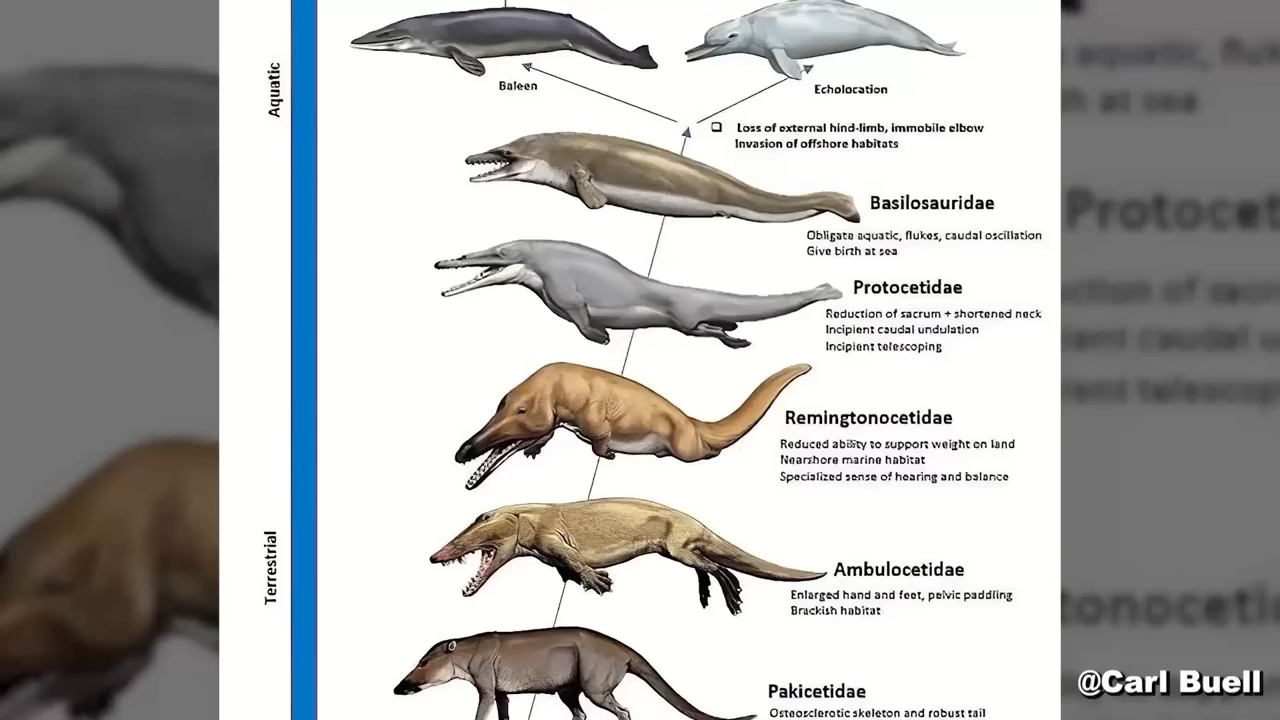 Aquatic
Baleen
Echolocation
Loss of external hind-limb, immobile elbow
Invasion of offshore habitats
Basilosauridae
Obligate aquatic, flukes, caudal oscillation
Give birth at sea
Protocetidae
Reduction of sacrum + shortened neck
Incipient caudal undulation
Incipient telescoping
Remingtonocetidae
Reduced ability to support weight on land
Nearshore marine habitat
Specialized sense of hearing and balance
Terrestrial
Ambulocetidae
Enlarged hand and feet, pelvic paddling
Brackish habitat
Pakicetidae
Osteosclerotic skeleton and robust tail
@Carl Buell